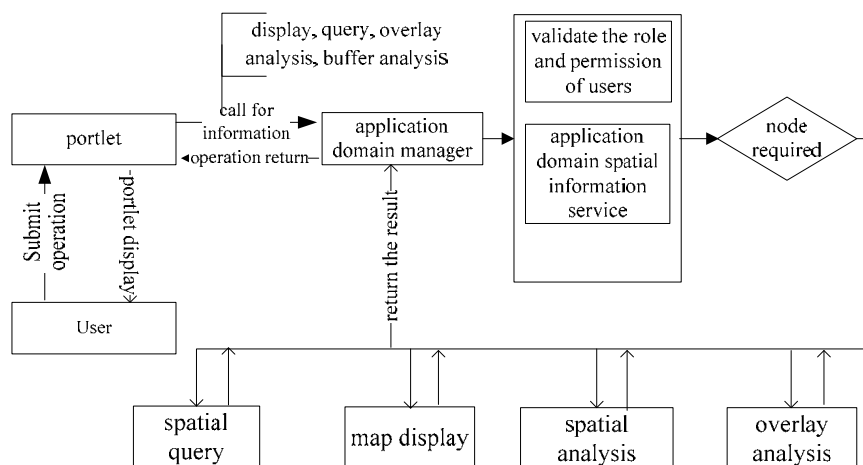 display, query, overlay
analysis, buffer analysis
validate the role
and permission
of users
call for
information
operation return
portlet
application
domain manager
application
domain spatial
information
service
node
required
Submit
operation
portlet display
return the result
User
spatial
query
map display
spatial
analysis
overlay
analysis